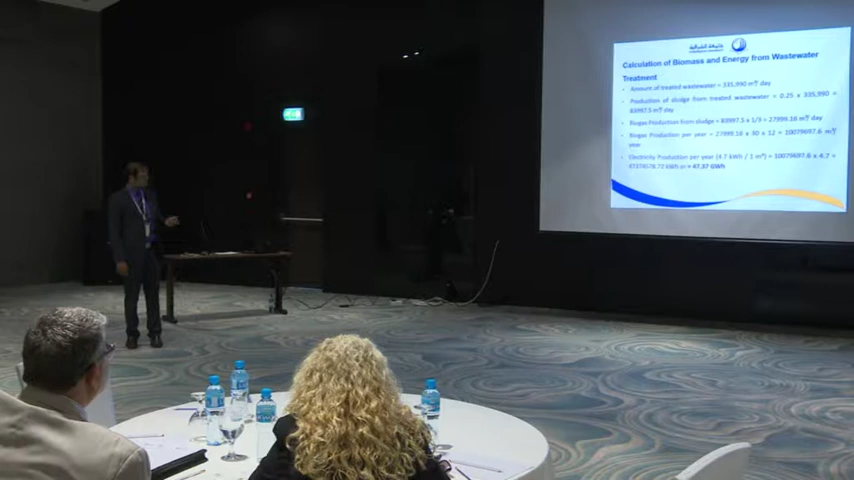 Calculation of Biomass and Energy from Wastewater
Treatment
• Amount of treated wastewater = 335,990 m³/ day
• Production of sludge from treated wastewater = 0.25 x 335,990 =
83997.5 m³/ day
• Biogas Production from sludge = 83997.5 x 1/3 = 27999.16 m³/ day
• Biogas Production per year = 27999.16 x 30 x 12 = 10079697.6 m³/
year
• Electricity Production per year (4.7 kWh / 1 m³) = 10079697.6 x 4.7 =
47374578.72 kWh or ≈ 47.37 GWh